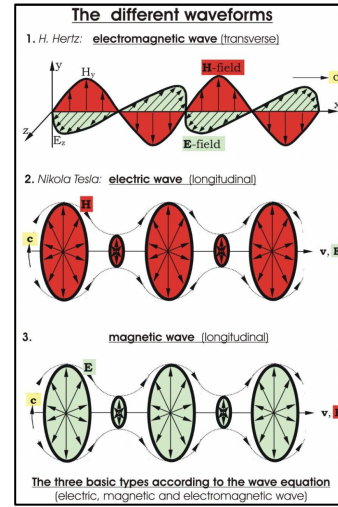 The different waveforms
1. H. Hertz: electromagnetic wave (transverse)
y
H-field
Hy
c
x
z
Ez
E-field
2. Nikola Tesla: electric wave (longitudinal)
H
c
v, E
3. magnetic wave (longitudinal)
E
c
v,
The three basic types according to the wave equation
(electric, magnetic and electromagnetic wave)